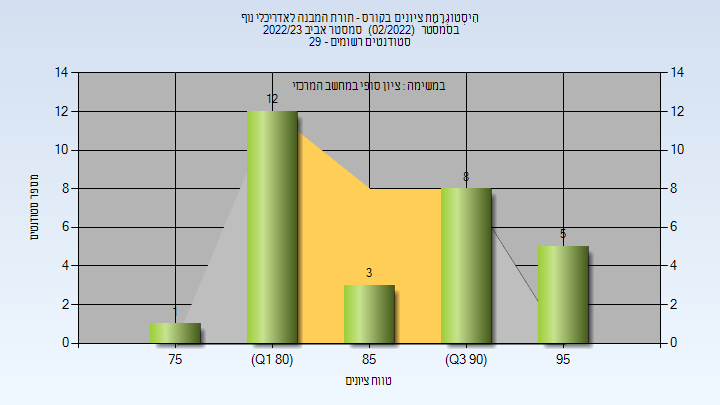 היסטוגרמת ציונים בקורס - תורת המבנה לאדריכלי נוף
בסמסטר (02/2022) סמסטר אביב 2022/23
סטודנטים רשומים - 29
במשימה : ציון סופי במחשב המרכזי
14 14
12 12
10 10
8 8
6 6
4 4
2 2
0 0
1 12 3 8 5
75 (Q1 80) 85 (Q3 90) 95
מספר סטודנטים
טווח ציונים